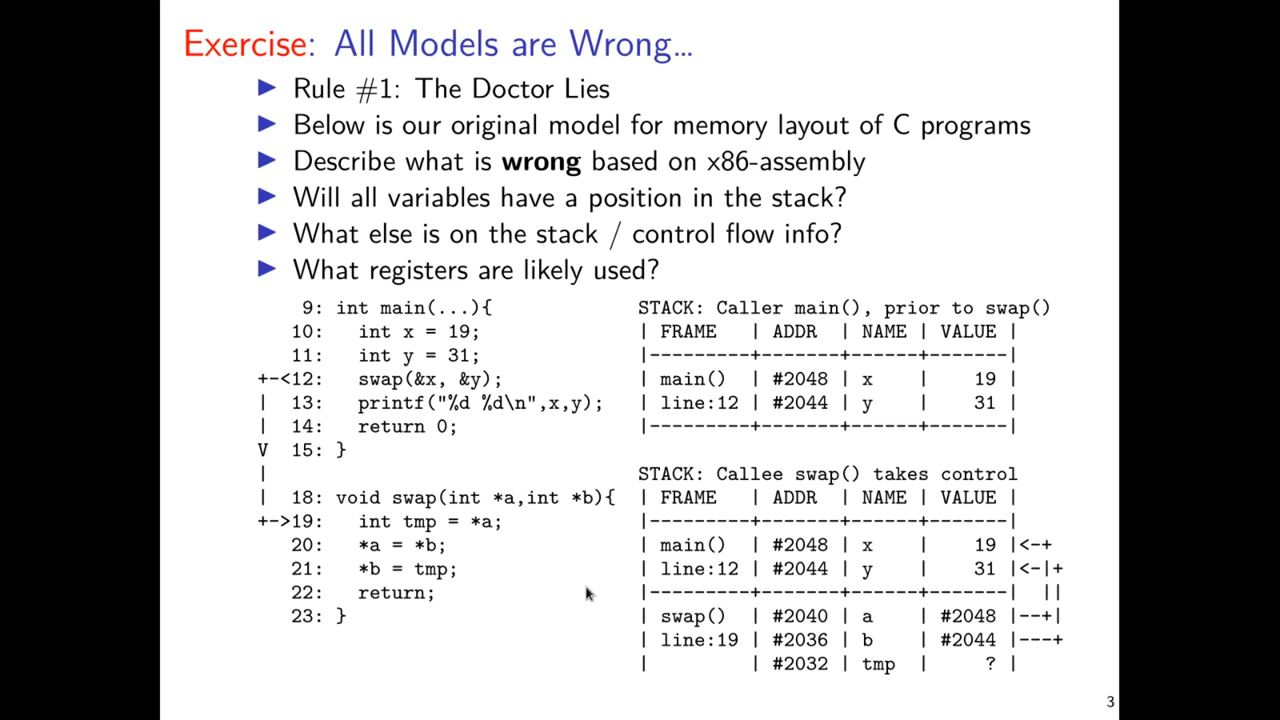 Exercise: All Models are Wrong...
▶ Rule #1: The Doctor Lies
▶ Below is our original model for memory layout of C programs
▶ Describe what is wrong based on x86-assembly
▶ Will all variables have a position in the stack?
▶ What else is on the stack / control flow info?
▶ What registers are likely used?
     9: int main(...){
    10:   int x = 19;
    11:   int y = 31;
+-<12:   swap(&x, &y);
|   13:   printf("%d %d\n",x,y);
|   14:   return 0;
V   15: }
|
|   18: void swap(int *a,int *b){
+->19:   int tmp = *a;
    20:   *a = *b;
    21:   *b = tmp;
    22:   return;
    23: }
STACK: Caller main(), prior to swap()
| FRAME   | ADDR  | NAME | VALUE |
|---------+-------+------+-------|
| main()  | #2048 | x    |    19 |
| line:12 | #2044 | y    |    31 |
|---------+-------+------+-------|
STACK: Callee swap() takes control
| FRAME   | ADDR  | NAME | VALUE |
|---------+-------+------+-------|
| main()  | #2048 | x    |    19 |<-+
| line:12 | #2044 | y    |    31 |<-|+
|---------+-------+------+-------|  ||
| swap()  | #2040 | a    | #2048 |--+|
| line:19 | #2036 | b    | #2044 |---+
|         | #2032 | tmp  |     ? |
3